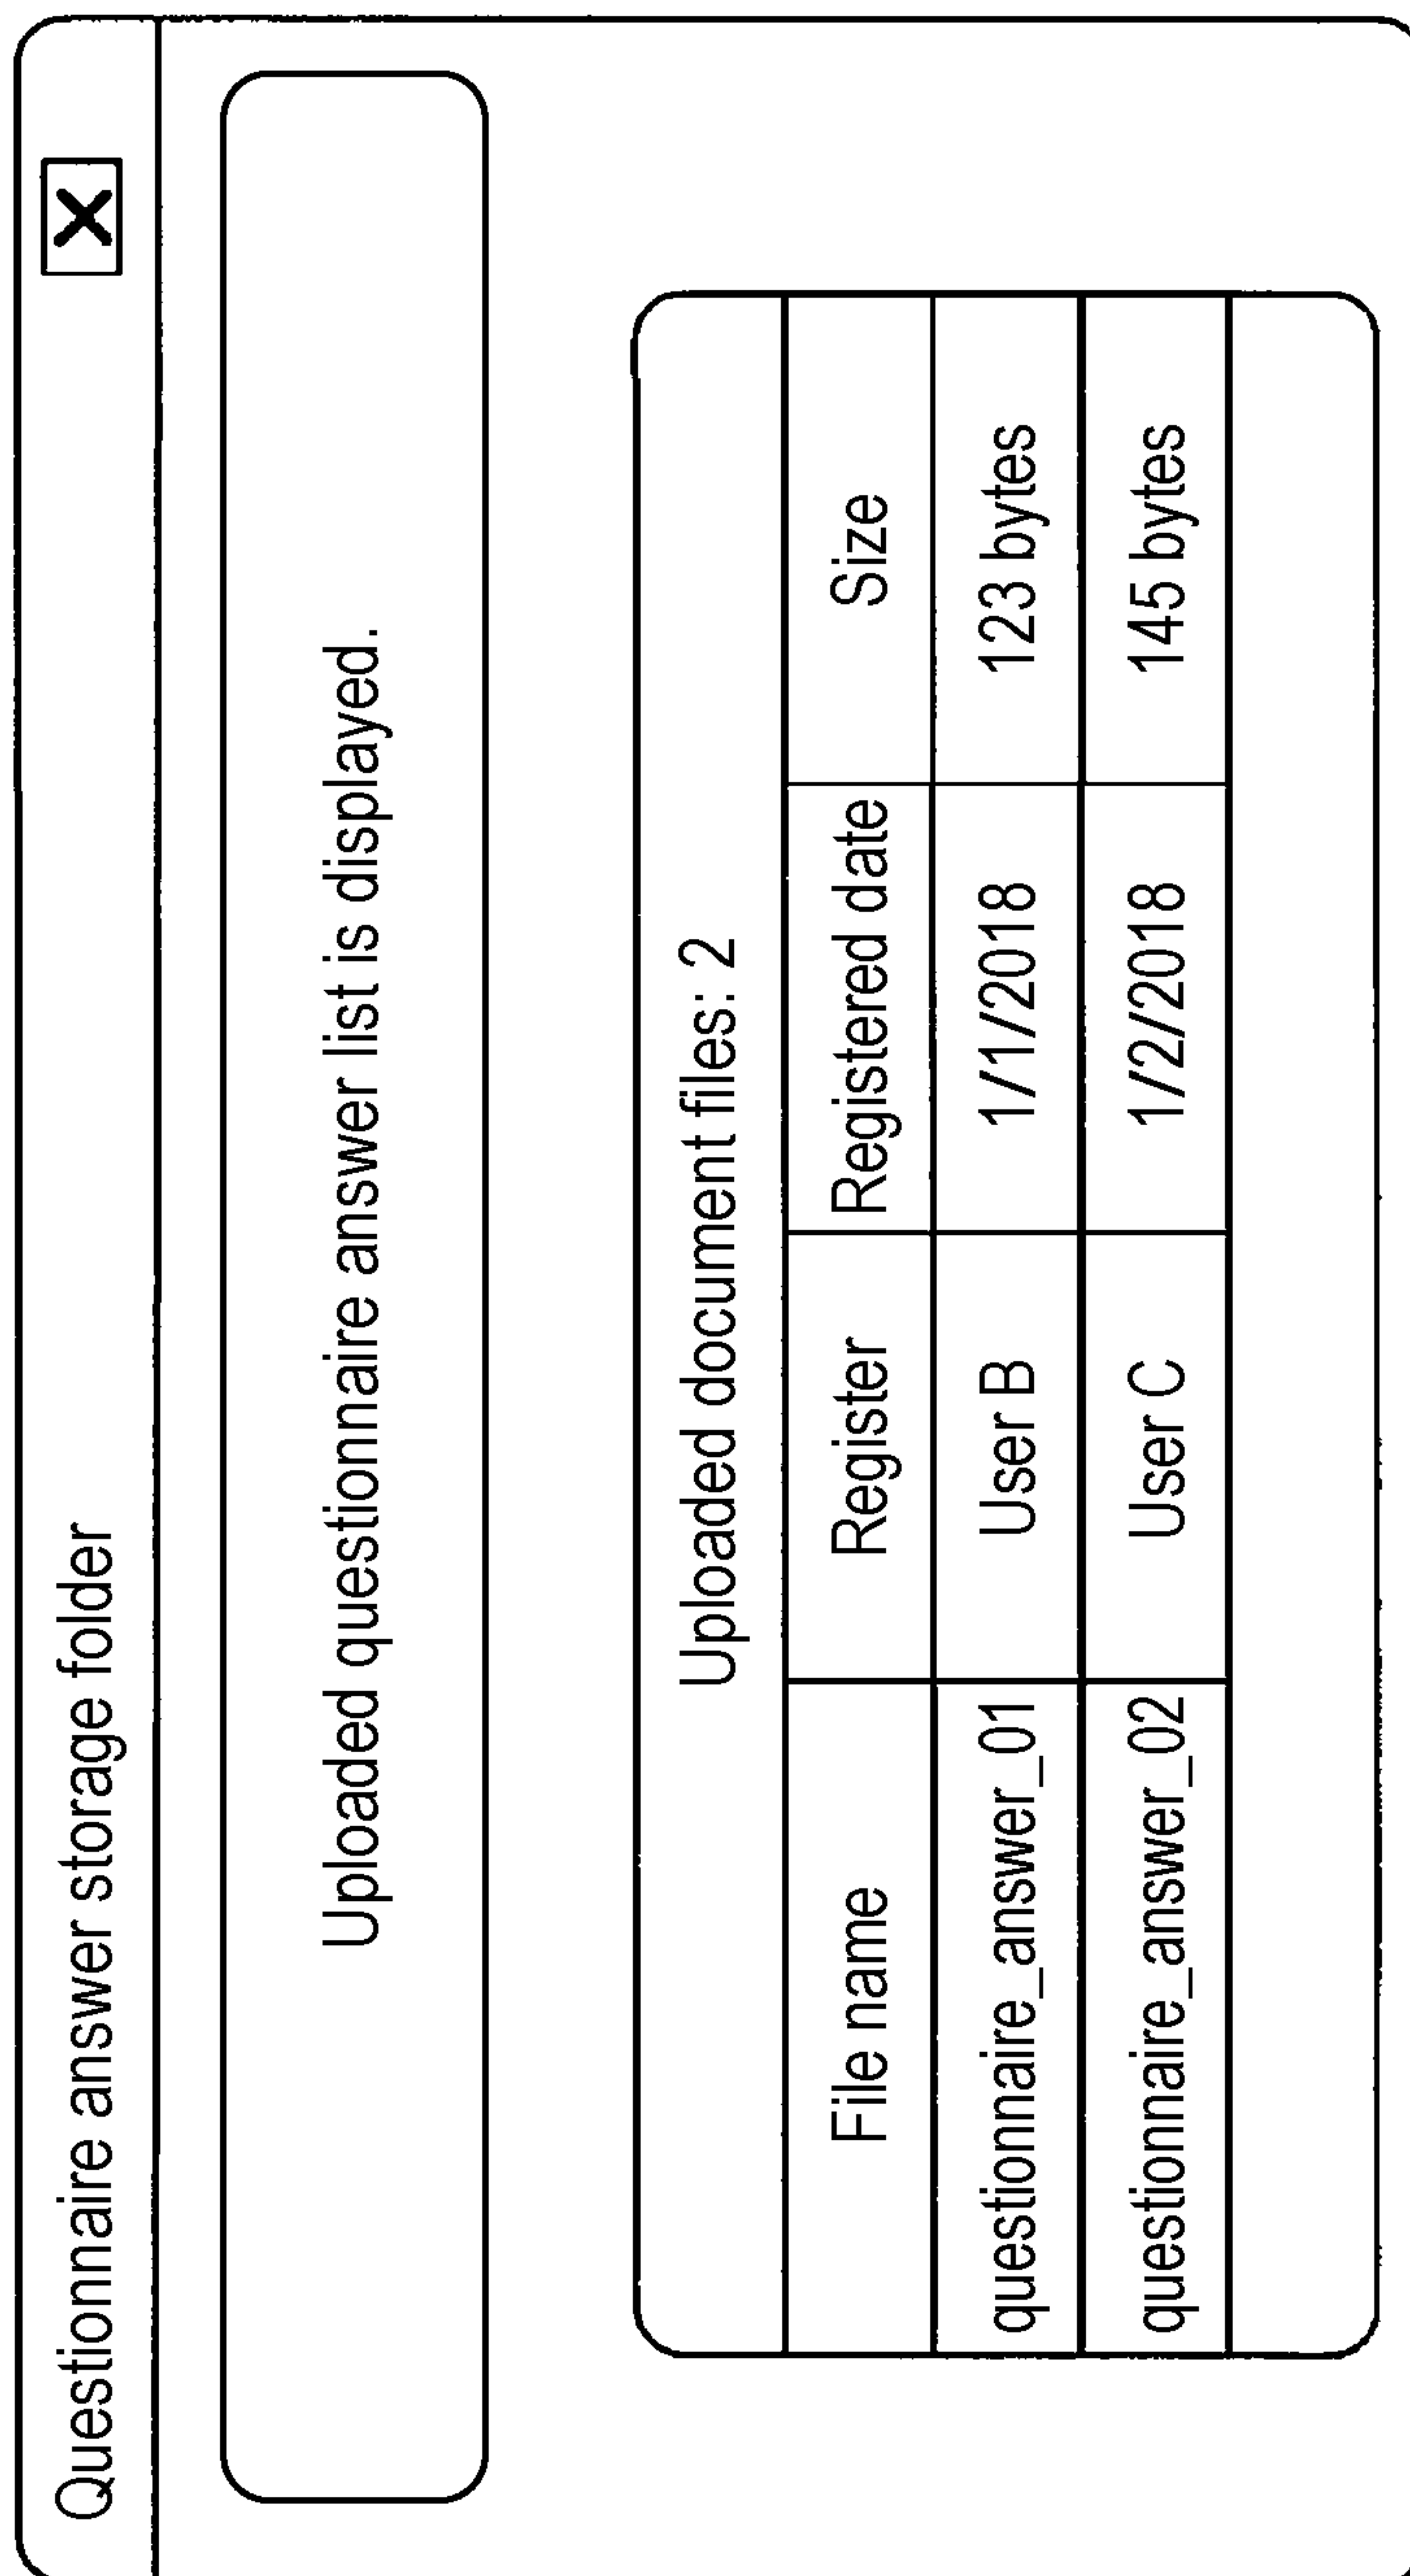 Questionnaire answer storage folder X
Uploaded questionnaire answer list is displayed.
Uploaded document files: 2
File name Register Registered date Size
questionnaire_answer_01 User B 1/1/2018 123 bytes
questionnaire_answer_02 User C 1/2/2018 145 bytes